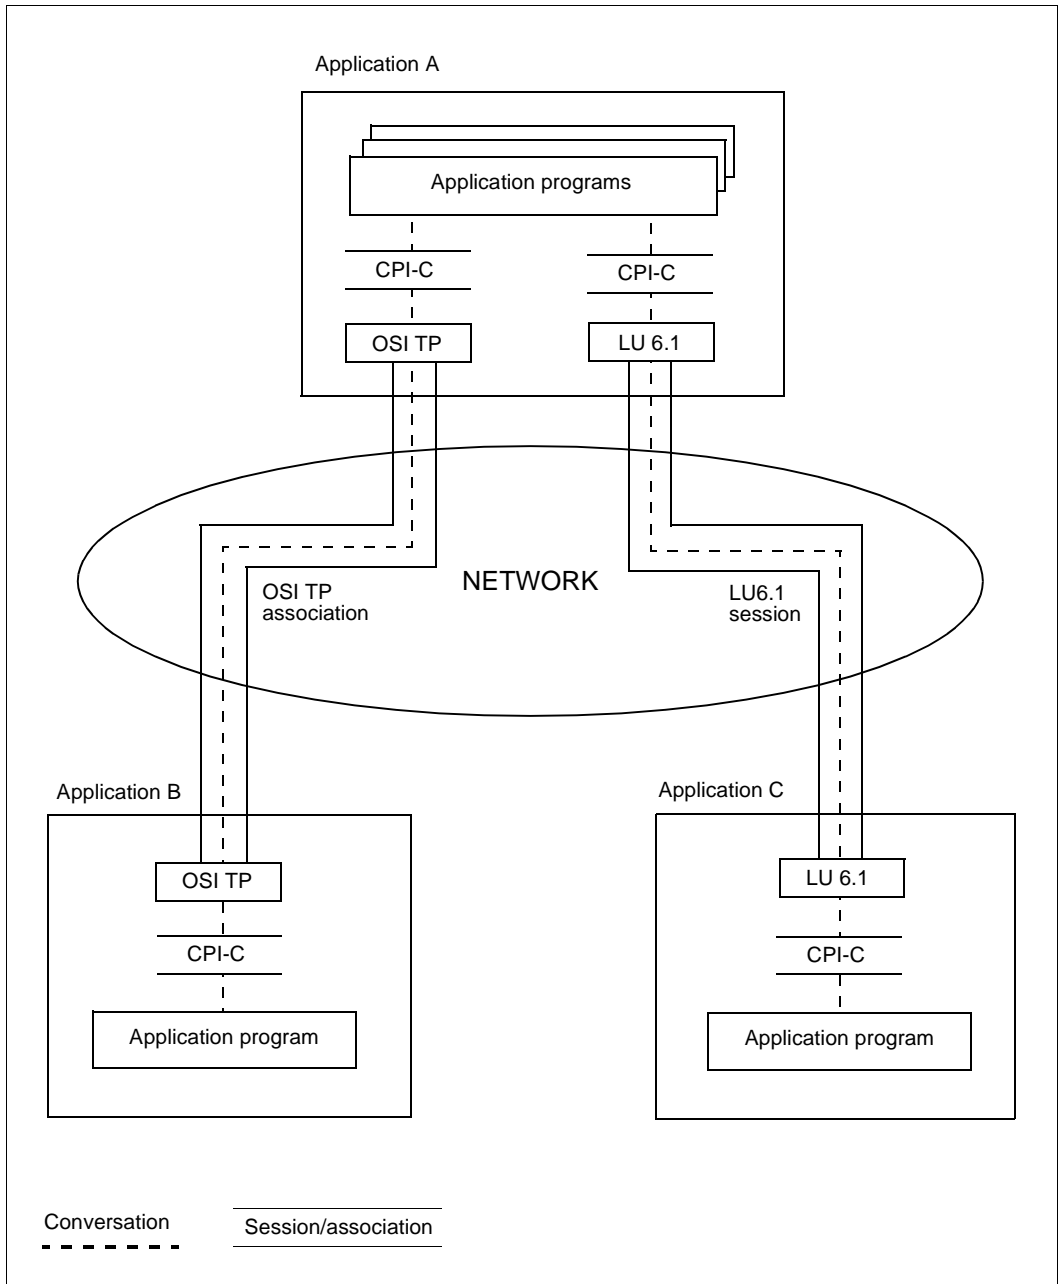 Application A
Application programs
CPI-C
CPI-C
OSI TP
LU 6.1
NETWORK
OSI TP
association
LU6.1
session
Application B
Application C
OSI TP
LU 6.1
CPI-C
CPI-C
Application program
Application program
Conversation
Session/association